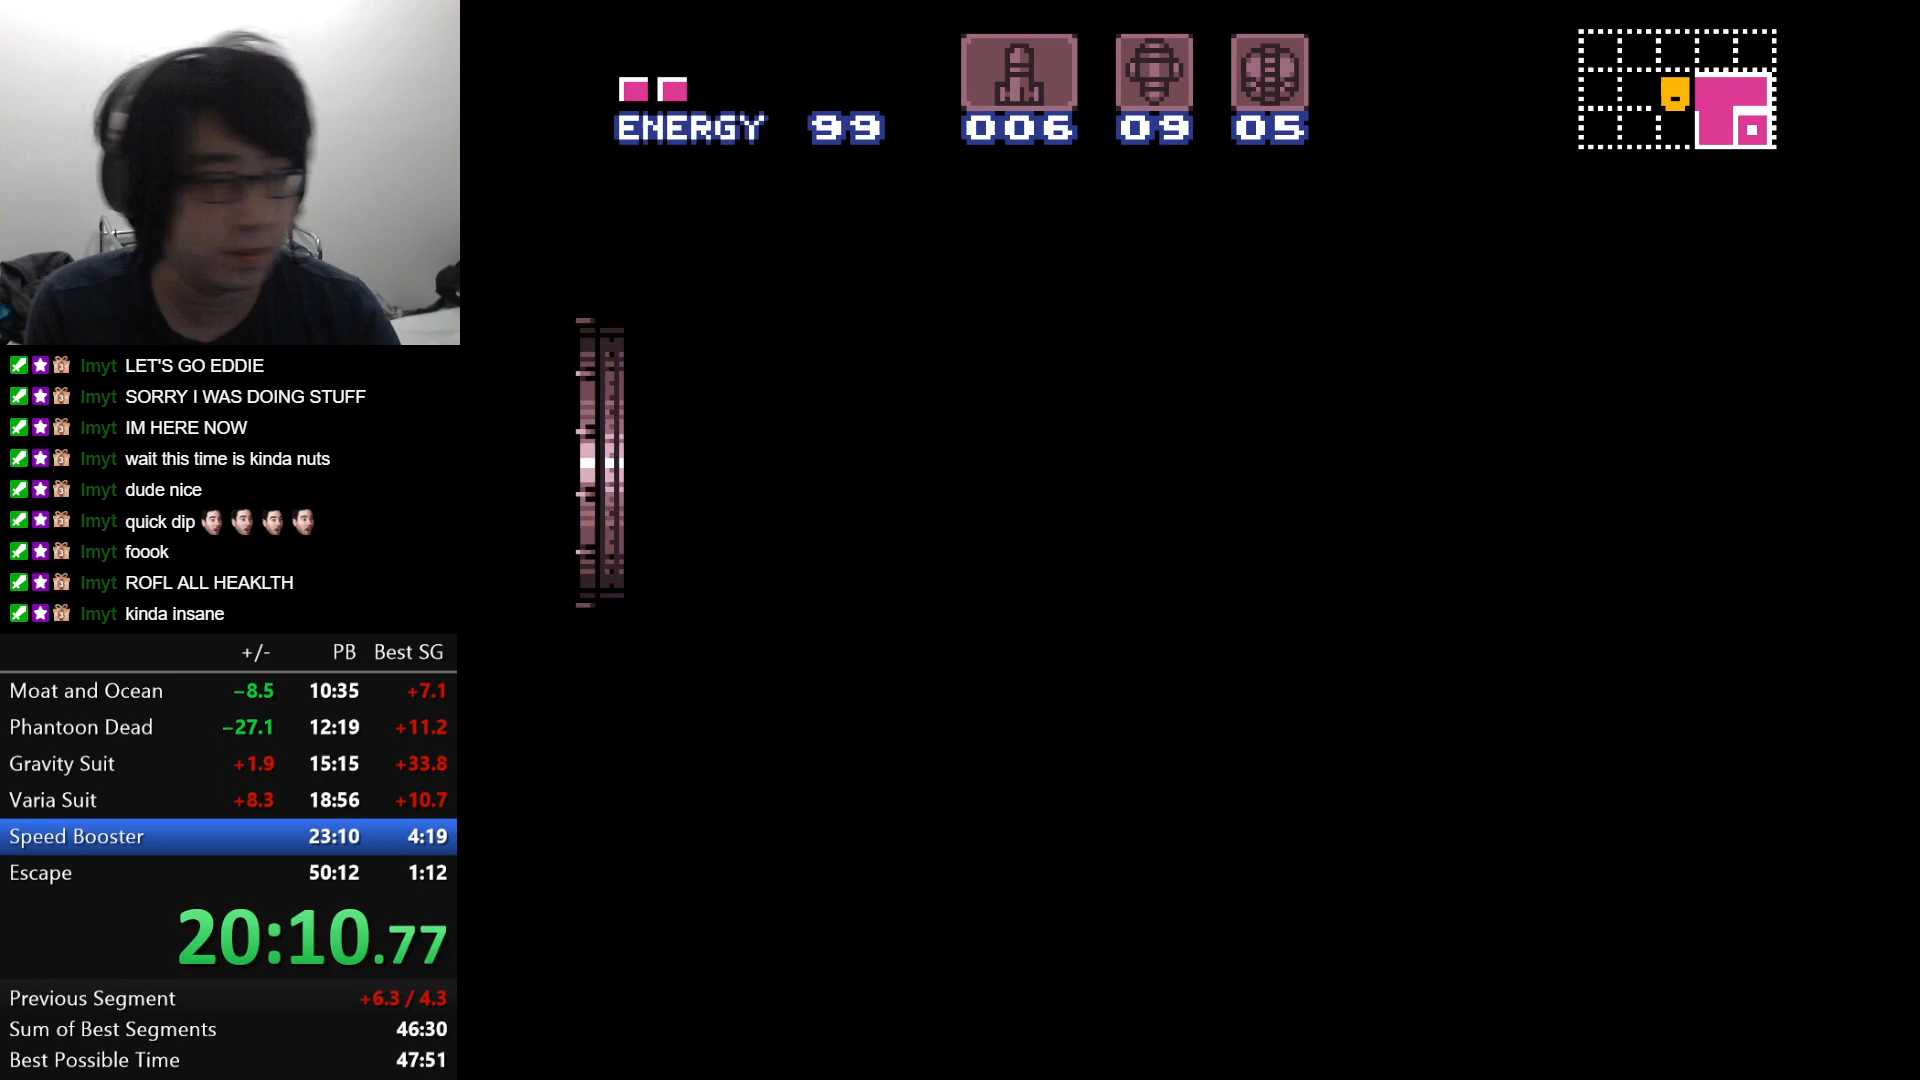 ENERGY 99 006 09 05
lmyt LET'S GO EDDIE
lmyt SORRY I WAS DOING STUFF
lmyt IM HERE NOW
lmyt wait this time is kinda nuts
lmyt dude nice
lmyt quick dip
lmyt foook
lmyt ROFL ALL HEAKLTH
lmyt kinda insane
+/- PB Best SG
Moat and Ocean −8.5 10:35 +7.1
Phantoon Dead −27.1 12:19 +11.2
Gravity Suit +1.9 15:15 +33.8
Varia Suit +8.3 18:56 +10.7
Speed Booster 23:10 4:19
Escape 50:12 1:12
20:10.77
Previous Segment +6.3 / 4.3
Sum of Best Segments 46:30
Best Possible Time 47:51